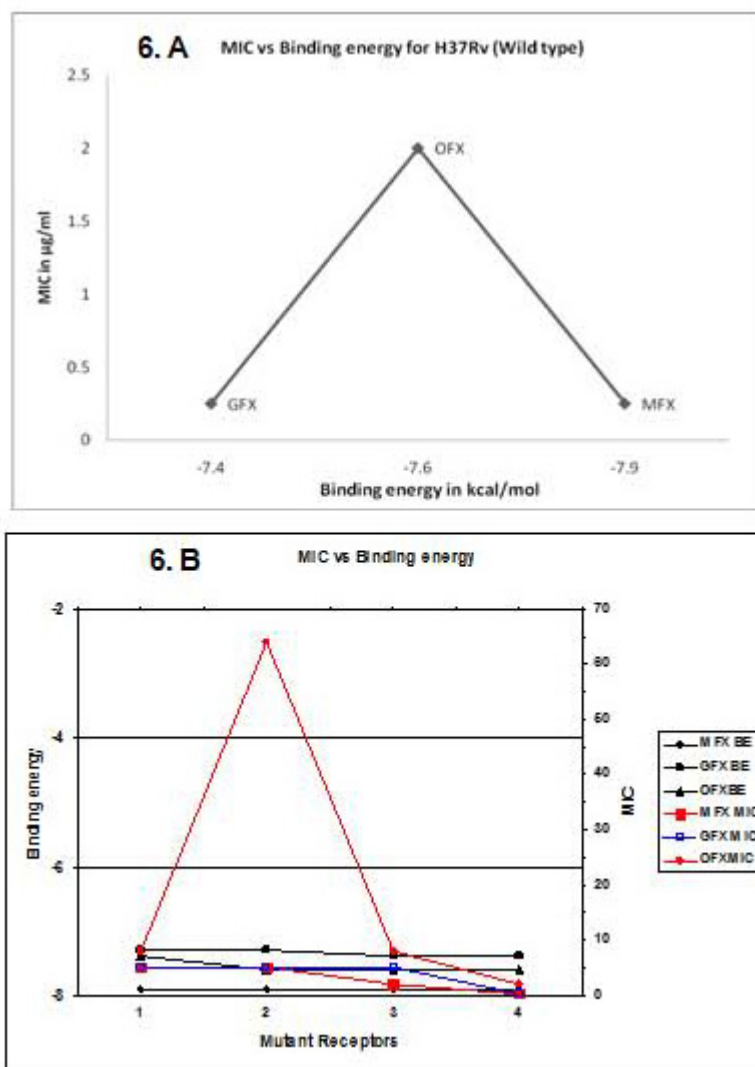 6. A MIC vs Binding energy for H37Rv (Wild type)
2.5
2
1.5
1
0.5
0
MIC in µg/ml
OFX
GFX
MFX
-7.4 -7.6 -7.9
Binding energy in kcal/mol
6. B MIC vs Binding energy
-2
-4
-6
-8
Binding energy
70
60
50
40
30
20
10
0
MIC
1 2 3 4
Mutant Receptors
MFX BE
GFX BE
OFXBE
MFX MIC
GFX MIC
OFXMIC